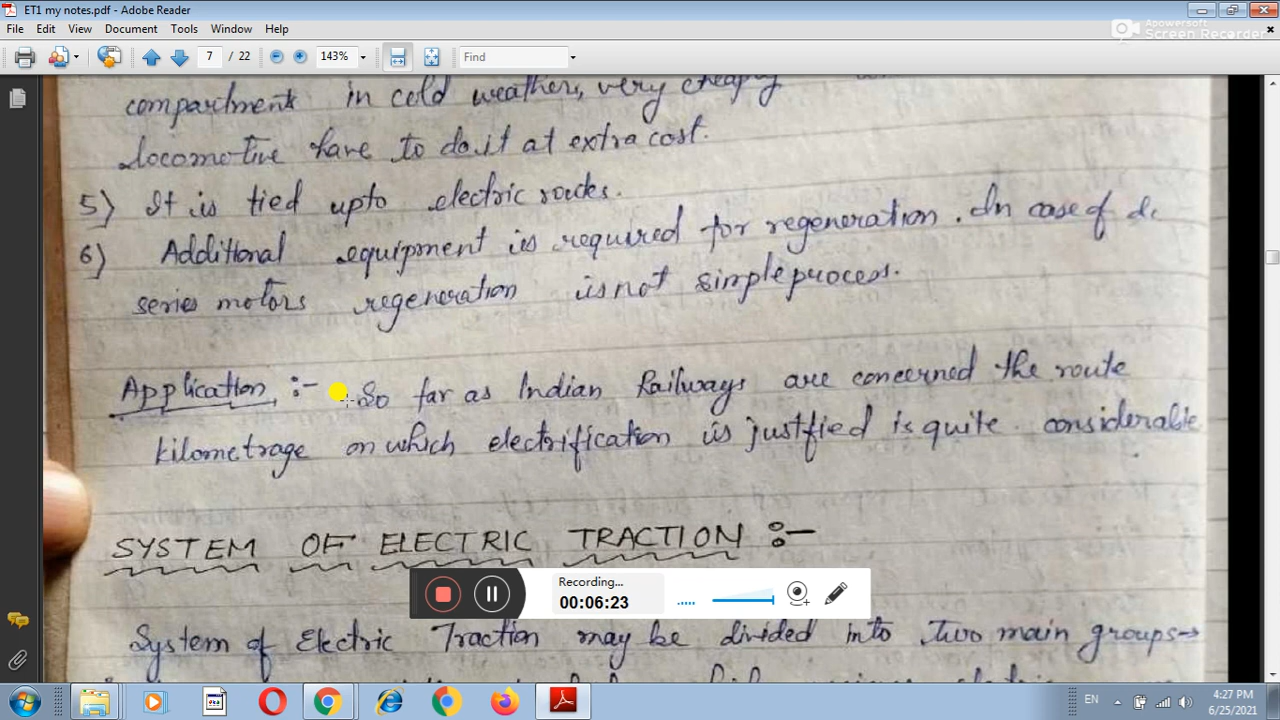 ET1 my notes.pdf - Adobe Reader
File Edit View Document Tools Window Help
Apowersoft
Screen Recorder
7 / 22 143% Find
compartment in cold weather, very cheaply
locomotive have to do it at extra cost.
5) It is tied upto electric routes.
6) Additional equipment is required for regeneration. In case of dc
series motors regeneration is not simple process.
Application :- So far as Indian Railways are concerned the route
kilometrage on which electrification is justified is quite considerable
SYSTEM OF ELECTRIC TRACTION :-
Recording...
00:06:23
System of Electric Traction may be divided into two main groups→
EN 4:27 PM
6/25/2021